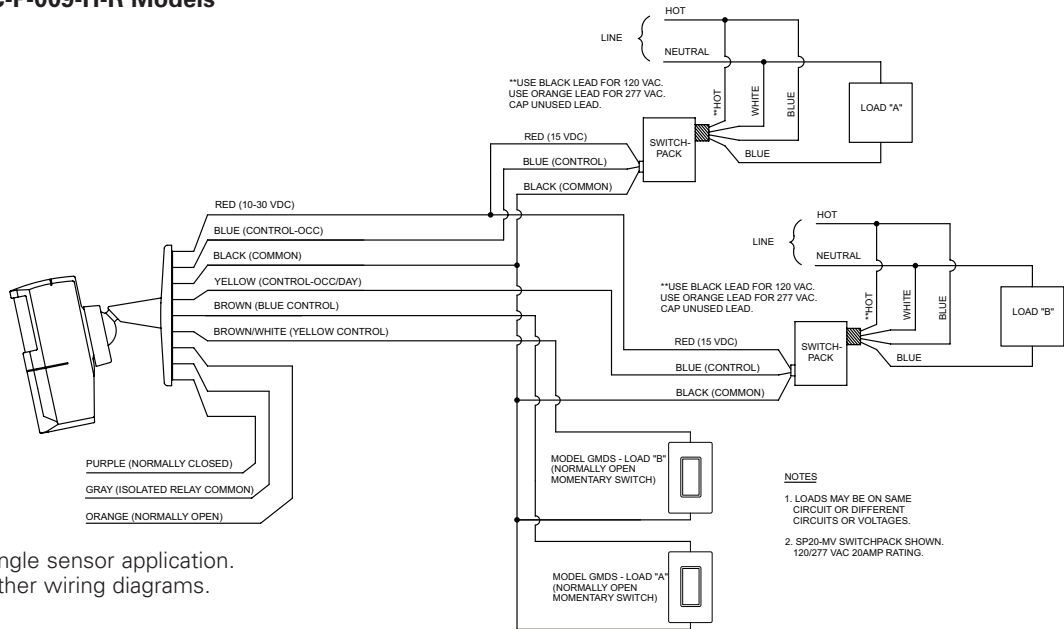 C-P-009-H-R Models
HOT
LINE
NEUTRAL
**USE BLACK LEAD FOR 120 VAC.
USE ORANGE LEAD FOR 277 VAC.
CAP UNUSED LEAD.
**HOT
WHITE
BLUE
LOAD "A"
RED (15 VDC)
SWITCH-
PACK
BLUE
BLUE (CONTROL)
BLACK (COMMON)
RED (10-30 VDC)
BLUE (CONTROL-OCC)
BLACK (COMMON)
YELLOW (CONTROL-OCC/DAY)
BROWN (BLUE CONTROL)
BROWN/WHITE (YELLOW CONTROL)
HOT
LINE
NEUTRAL
**USE BLACK LEAD FOR 120 VAC.
USE ORANGE LEAD FOR 277 VAC.
CAP UNUSED LEAD.
**HOT
WHITE
BLUE
LOAD "B"
RED (15 VDC)
SWITCH-
PACK
BLUE
BLUE (CONTROL)
BLACK (COMMON)
PURPLE (NORMALLY CLOSED)
GRAY (ISOLATED RELAY COMMON)
ORANGE (NORMALLY OPEN)
MODEL GMDS - LOAD "B"
(NORMALLY OPEN
MOMENTARY SWITCH)
MODEL GMDS - LOAD "A"
(NORMALLY OPEN
MOMENTARY SWITCH)
NOTES
1. LOADS MAY BE ON SAME
CIRCUIT OR DIFFERENT
CIRCUITS OR VOLTAGES.
2. SP20-MV SWITCHPACK SHOWN.
120/277 VAC 20AMP RATING.
ngle sensor application.
ther wiring diagrams.